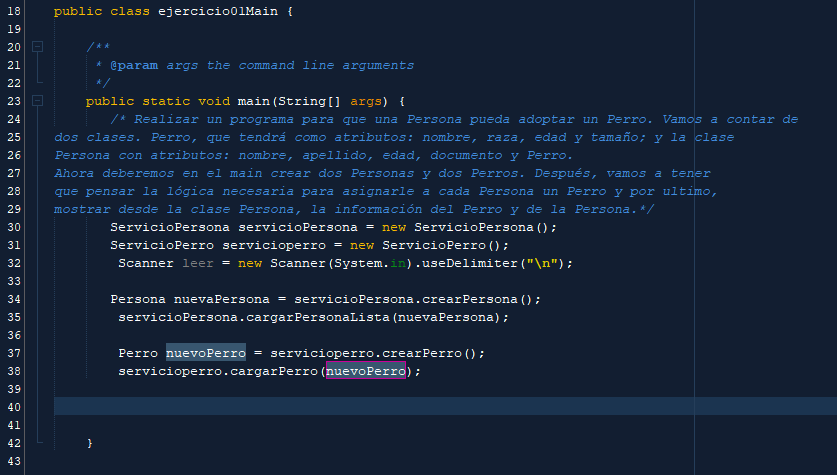 18 public class ejercicio01Main {
19
20 /**
21 * @param args the command line arguments
22 */
23 public static void main(String[] args) {
24 /* Realizar un programa para que una Persona pueda adoptar un Perro. Vamos a contar de
25 dos clases. Perro, que tendrá como atributos: nombre, raza, edad y tamaño; y la clase
26 Persona con atributos: nombre, apellido, edad, documento y Perro.
27 Ahora deberemos en el main crear dos Personas y dos Perros. Después, vamos a tener
28 que pensar la lógica necesaria para asignarle a cada Persona un Perro y por ultimo,
29 mostrar desde la clase Persona, la información del Perro y de la Persona.*/
30 ServicioPersona servicioPersona = new ServicioPersona();
31 ServicioPerro servicioperro = new ServicioPerro();
32 Scanner leer = new Scanner(System.in).useDelimiter("\n");
33
34 Persona nuevaPersona = servicioPersona.crearPersona();
35 servicioPersona.cargarPersonaLista(nuevaPersona);
36
37 Perro nuevoPerro = servicioperro.crearPerro();
38 servicioperro.cargarPerro(nuevoPerro);
39
40
41
42 }
43